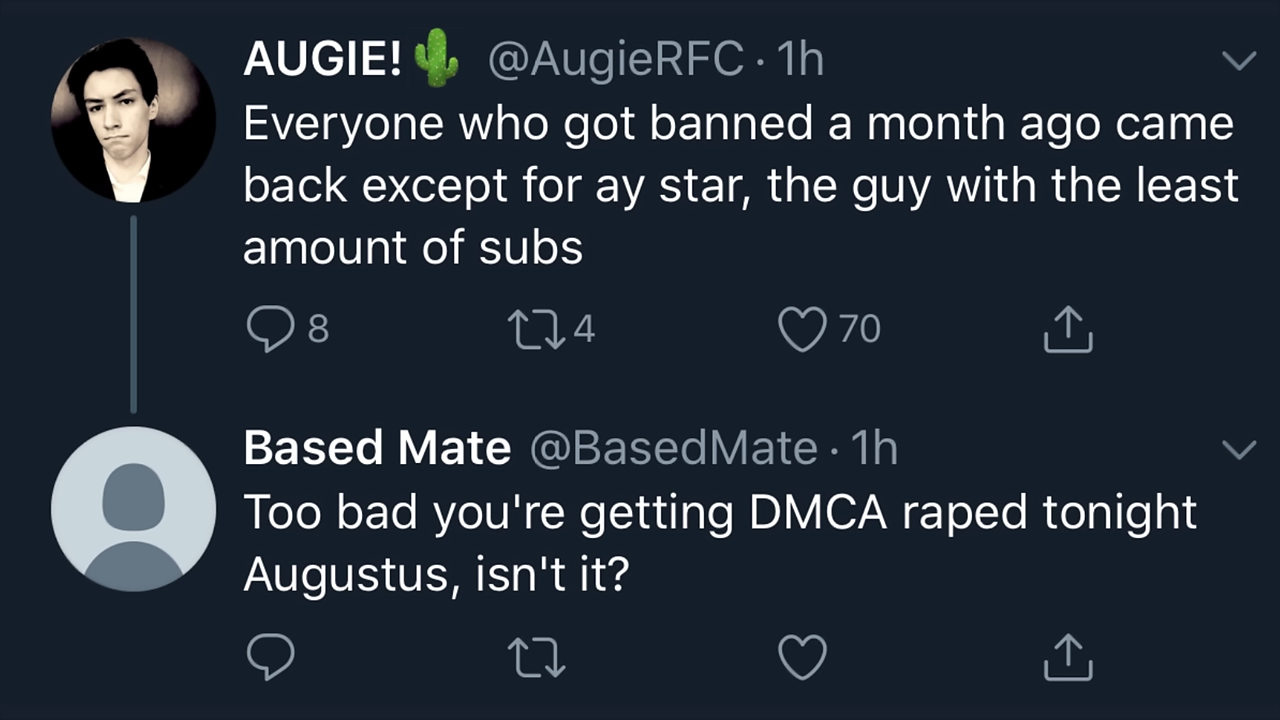 AUGIE!🌵 @AugieRFC · 1h
Everyone who got banned a month ago came
back except for ay star, the guy with the least
amount of subs
8 4 70
Based Mate @BasedMate · 1h
Too bad you're getting DMCA raped tonight
Augustus, isn't it?